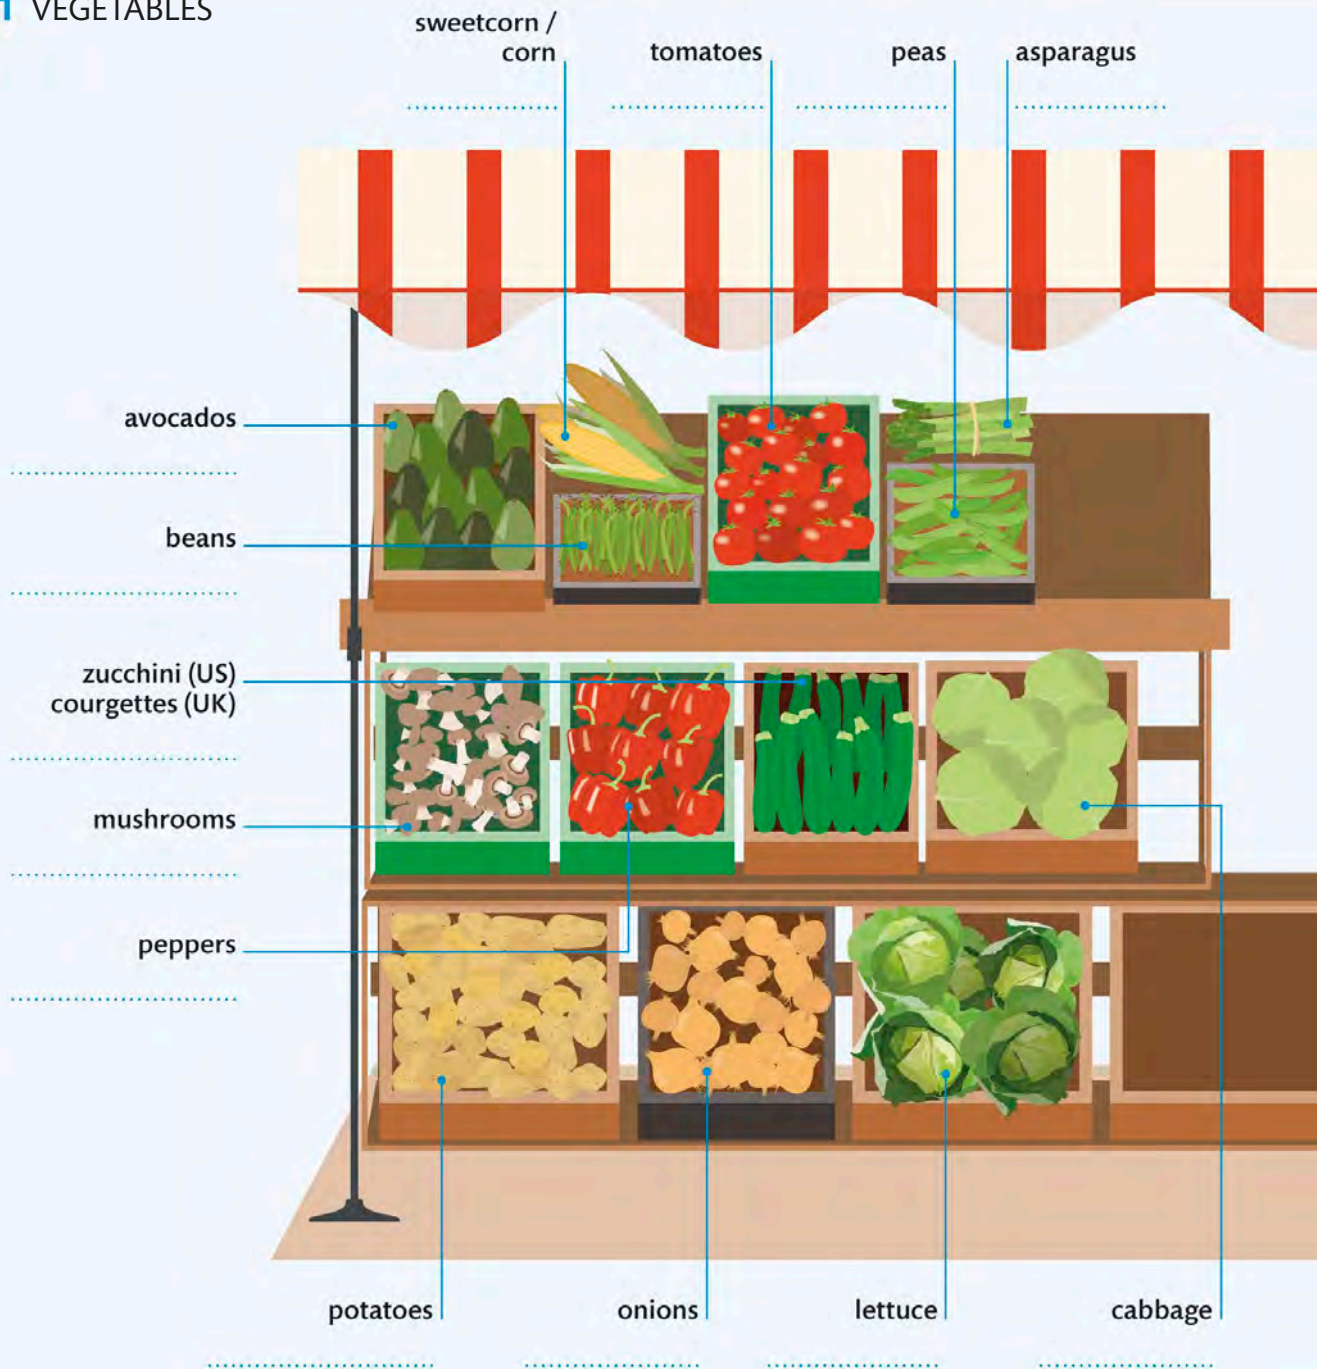 1 VEGETABLES
sweetcorn /
corn
tomatoes
peas
asparagus
avocados
beans
zucchini (US)
courgettes (UK)
mushrooms
peppers
potatoes
onions
lettuce
cabbage